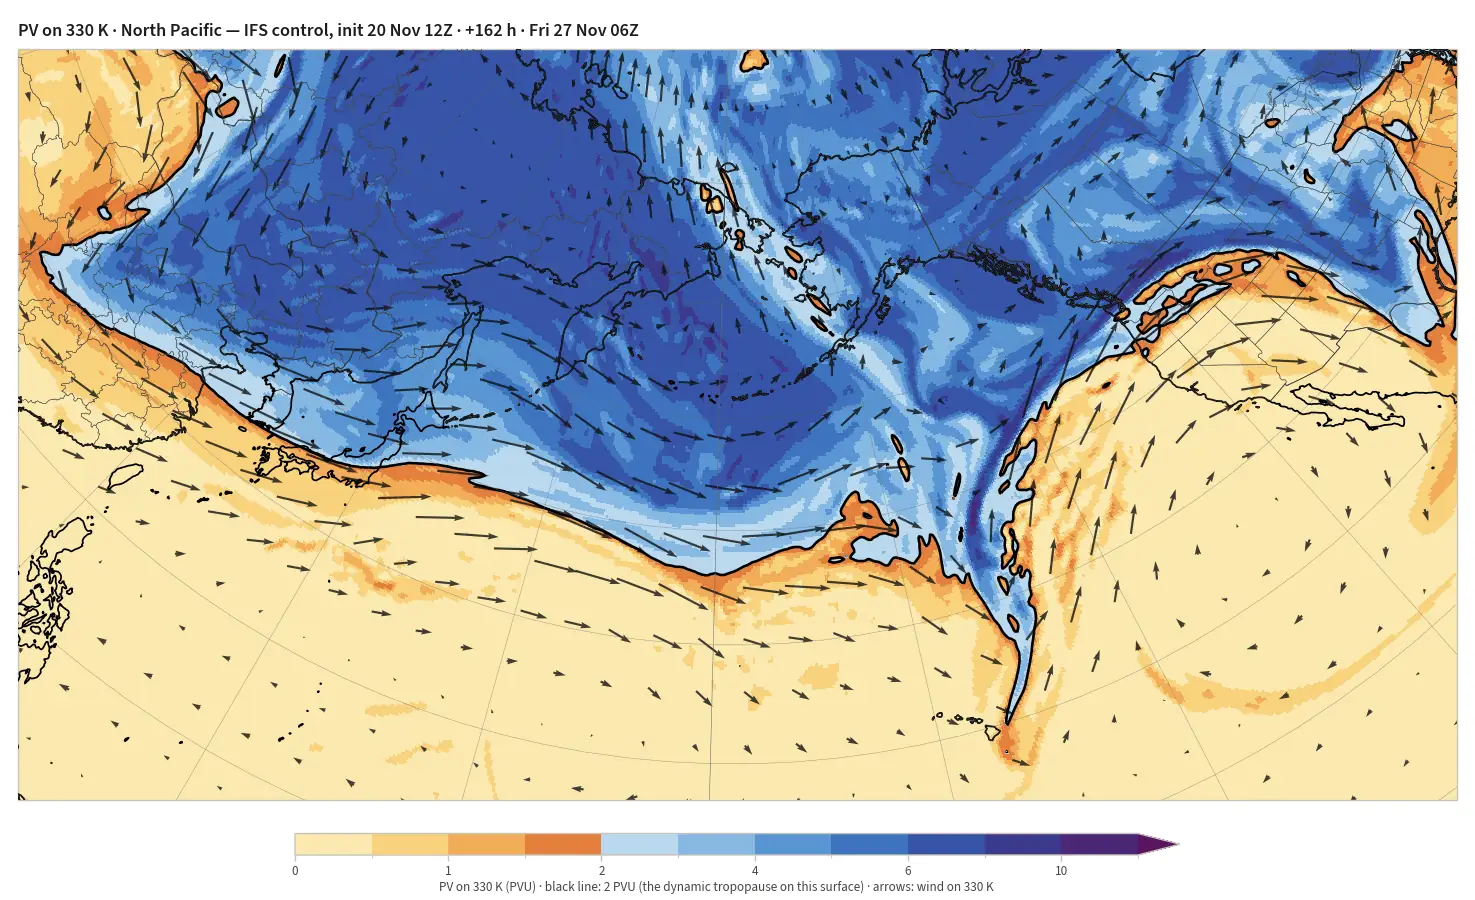 PV on 330 K · North Pacific — IFS control, init 20 Nov 12Z · +162 h · Fri 27 Nov 06Z
0 1 2 4 6 10
PV on 330 K (PVU) · black line: 2 PVU (the dynamic tropopause on this surface) · arrows: wind on 330 K